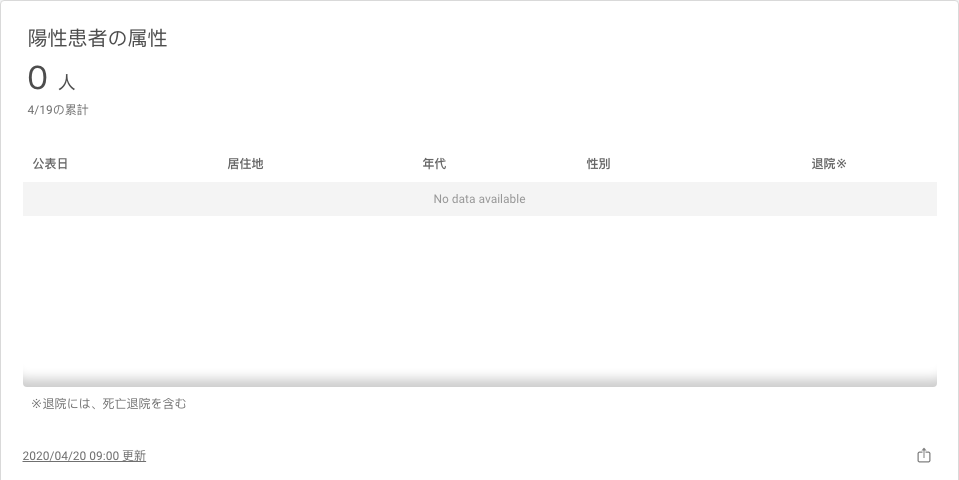 陽性患者の属性
0 人
4/19の累計
公表日 居住地 年代 性別 退院※
No data available
※退院には、死亡退院を含む
2020/04/20 09:00 更新